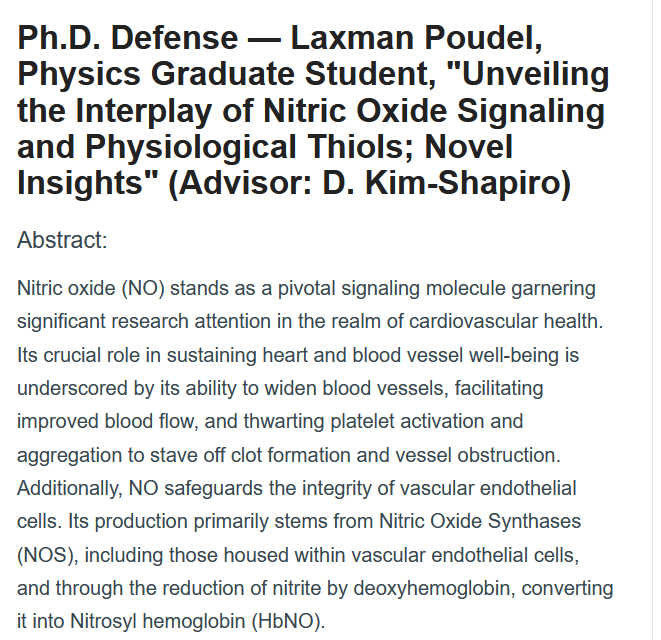 Ph.D. Defense — Laxman Poudel,
Physics Graduate Student, "Unveiling
the Interplay of Nitric Oxide Signaling
and Physiological Thiols; Novel
Insights" (Advisor: D. Kim-Shapiro)
Abstract:
Nitric oxide (NO) stands as a pivotal signaling molecule garnering
significant research attention in the realm of cardiovascular health.
Its crucial role in sustaining heart and blood vessel well-being is
underscored by its ability to widen blood vessels, facilitating
improved blood flow, and thwarting platelet activation and
aggregation to stave off clot formation and vessel obstruction.
Additionally, NO safeguards the integrity of vascular endothelial
cells. Its production primarily stems from Nitric Oxide Synthases
(NOS), including those housed within vascular endothelial cells,
and through the reduction of nitrite by deoxyhemoglobin, converting
it into Nitrosyl hemoglobin (HbNO).